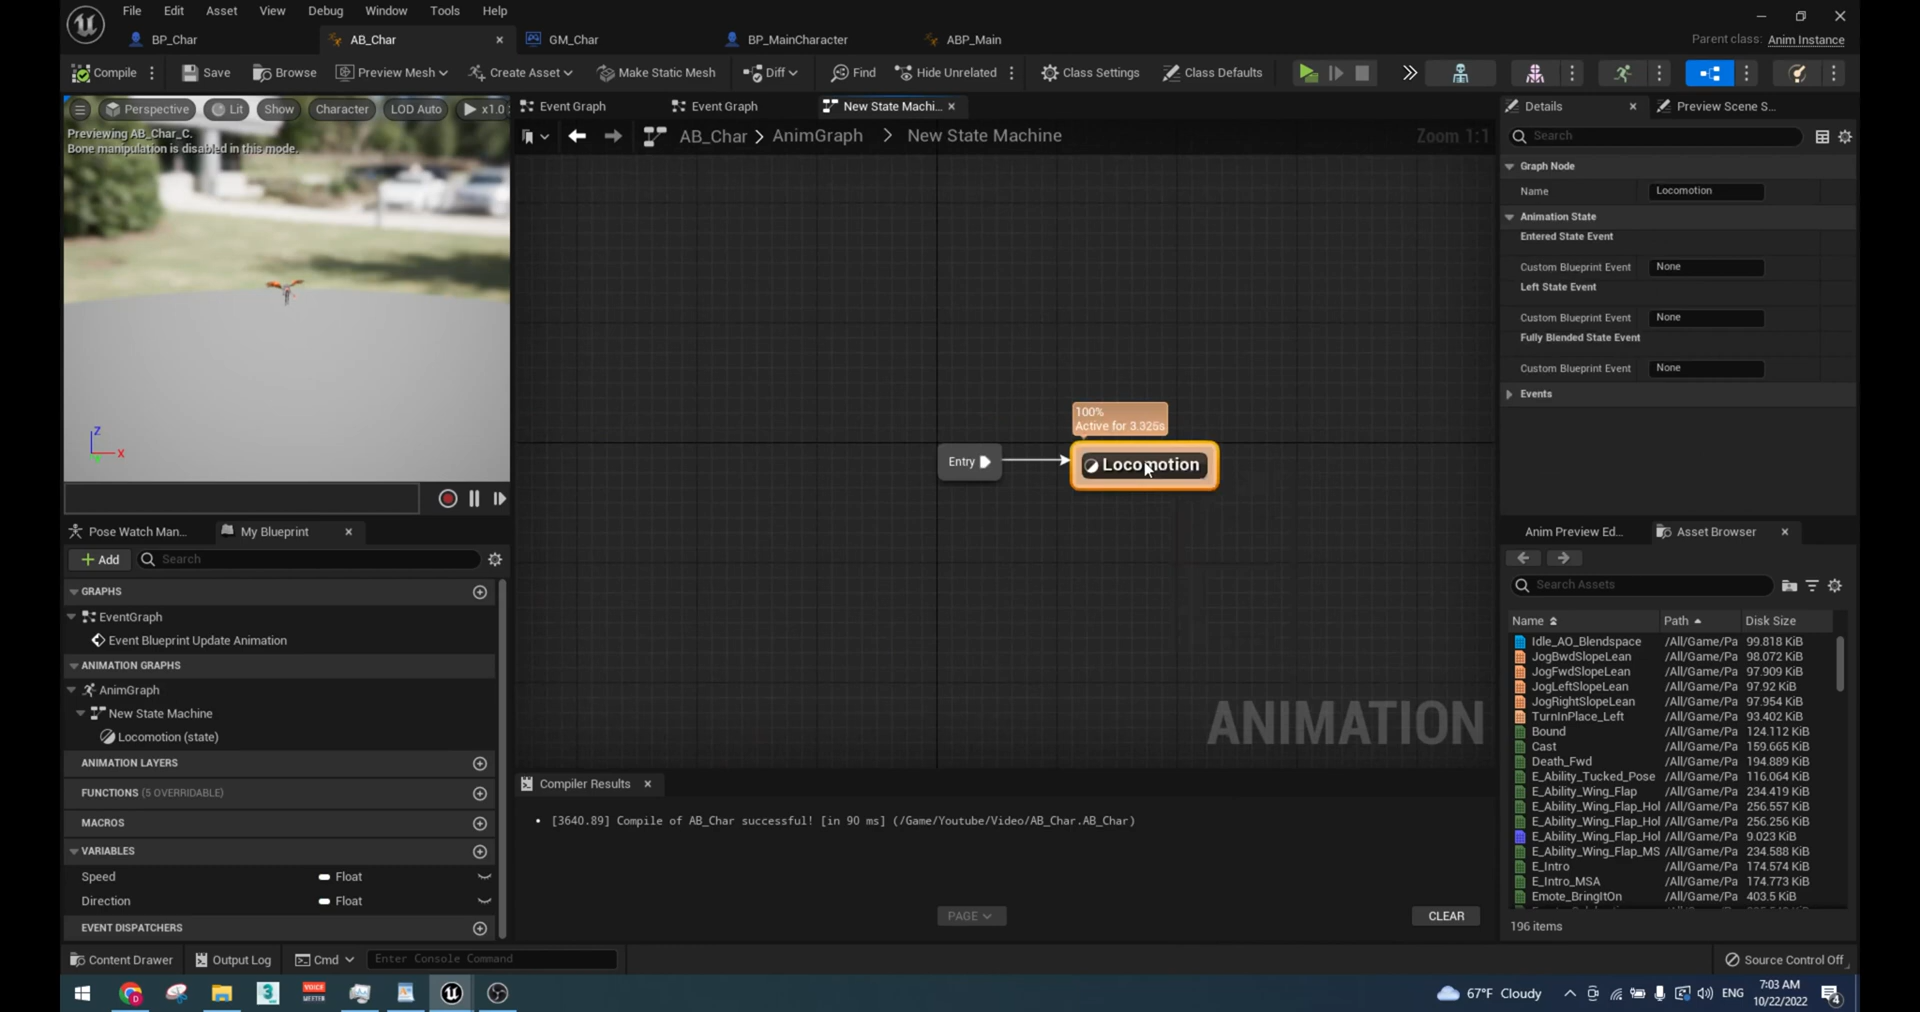 File Edit Asset View Debug Window Tools Help
BP_Char AB_Char GM_Char BP_MainCharacter ABP_Main
Parent class: Anim Instance
Compile Save Browse Preview Mesh Create Asset Make Static Mesh Diff Find Hide Unrelated Class Settings Class Defaults
Perspective Lit Show Character LOD Auto x1.0
Previewing AB_Char_C.
Bone manipulation is disabled in this mode.
Event Graph Event Graph New State Machi...
AB_Char > AnimGraph > New State Machine Zoom 1:1
100%
Active for 3.325s
Entry Locomotion
ANIMATION
Z
X
Pose Watch Man... My Blueprint
Add Search
GRAPHS
EventGraph
Event Blueprint Update Animation
ANIMATION GRAPHS
AnimGraph
New State Machine
Locomotion (state)
ANIMATION LAYERS
FUNCTIONS (5 OVERRIDABLE)
MACROS
VARIABLES
Speed Float
Direction Float
EVENT DISPATCHERS
Compiler Results
• [3640.89] Compile of AB_Char successful! [in 90 ms] (/Game/Youtube/Video/AB_Char.AB_Char)
PAGE CLEAR
Details Preview Scene S...
Search
Graph Node
Name Locomotion
Animation State
Entered State Event
Custom Blueprint Event None
Left State Event
Custom Blueprint Event None
Fully Blended State Event
Custom Blueprint Event None
Events
Anim Preview Ed... Asset Browser
Search Assets
Name Path Disk Size
Idle_AO_Blendspace /All/Game/Pa 99.818 KiB
JogBwdSlopeLean /All/Game/Pa 98.072 KiB
JogFwdSlopeLean /All/Game/Pa 97.909 KiB
JogLeftSlopeLean /All/Game/Pa 97.92 KiB
JogRightSlopeLean /All/Game/Pa 97.954 KiB
TurnInPlace_Left /All/Game/Pa 93.402 KiB
Bound /All/Game/Pa 124.112 KiB
Cast /All/Game/Pa 159.665 KiB
Death_Fwd /All/Game/Pa 194.889 KiB
E_Ability_Tucked_Pose /All/Game/Pa 116.064 KiB
E_Ability_Wing_Flap /All/Game/Pa 234.419 KiB
E_Ability_Wing_Flap_Hol /All/Game/Pa 256.557 KiB
E_Ability_Wing_Flap_Hol /All/Game/Pa 256.256 KiB
E_Ability_Wing_Flap_Hol /All/Game/Pa 9.023 KiB
E_Ability_Wing_Flap_MS /All/Game/Pa 234.588 KiB
E_Intro /All/Game/Pa 174.574 KiB
E_Intro_MSA /All/Game/Pa 174.773 KiB
Emote_BringItOn /All/Game/Pa 403.5 KiB
196 items
Content Drawer Output Log Cmd Enter Console Command Source Control Off
67°F Cloudy ENG 7:03 AM
10/22/2022
4